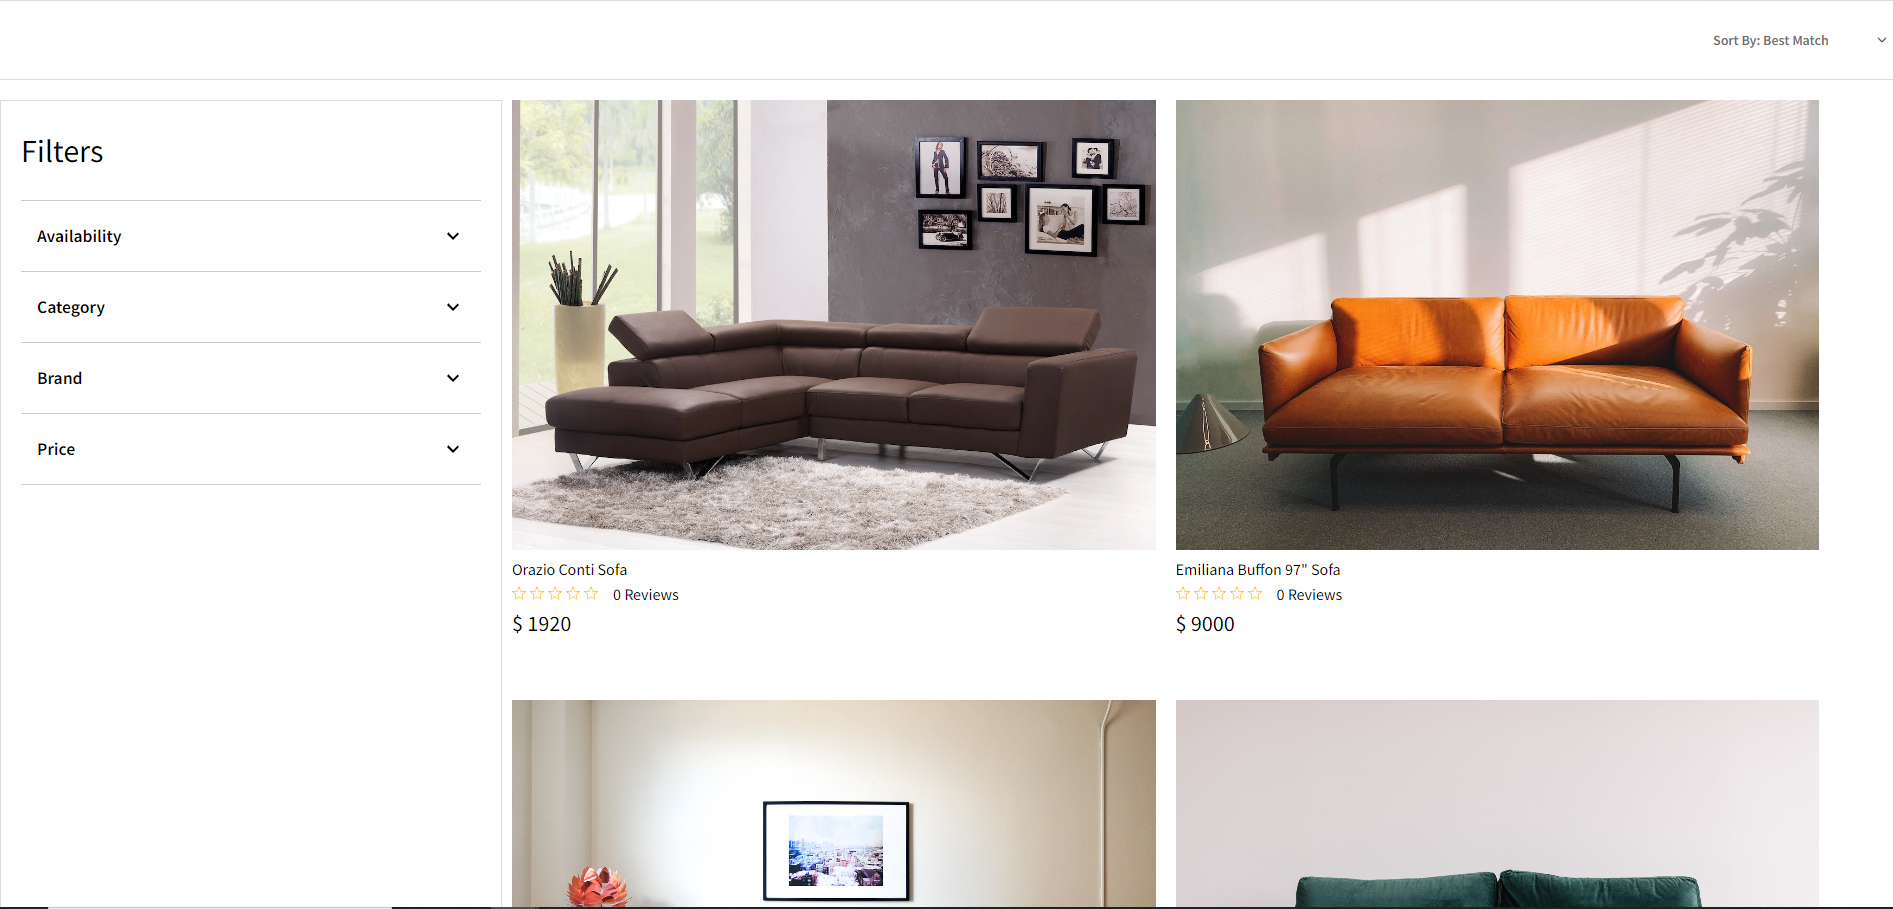 Sort By: Best Match
Filters
Availability
Category
Brand
Price
Orazio Conti Sofa
0 Reviews
$ 1920
Emiliana Buffon 97" Sofa
0 Reviews
$ 9000